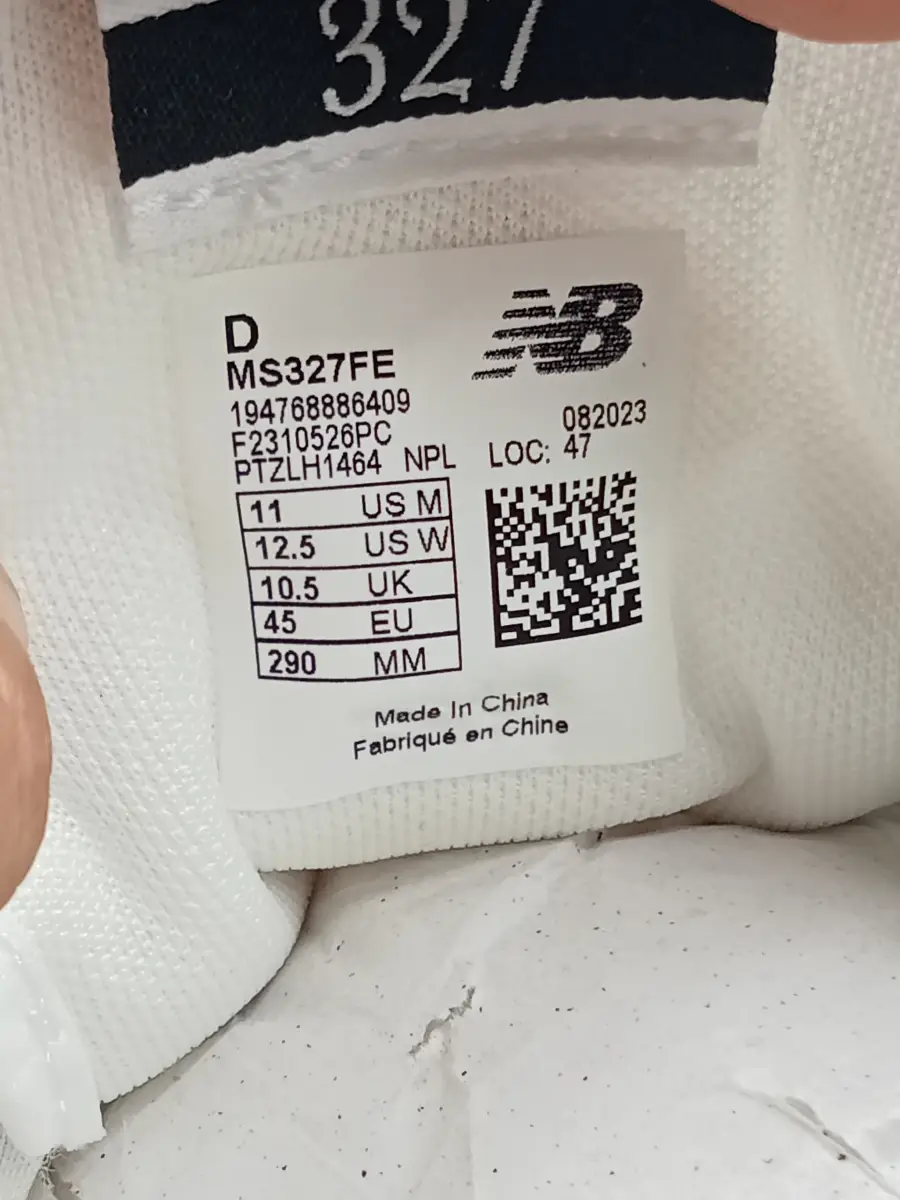 327
D
NB
MS327FE
194768886409
F2310526PC
082023
PTZLH1464 NPL LOC: 47
11 US M
12.5 US W
10.5 UK
45 EU
290 MM
Made In China
Fabriqué en Chine